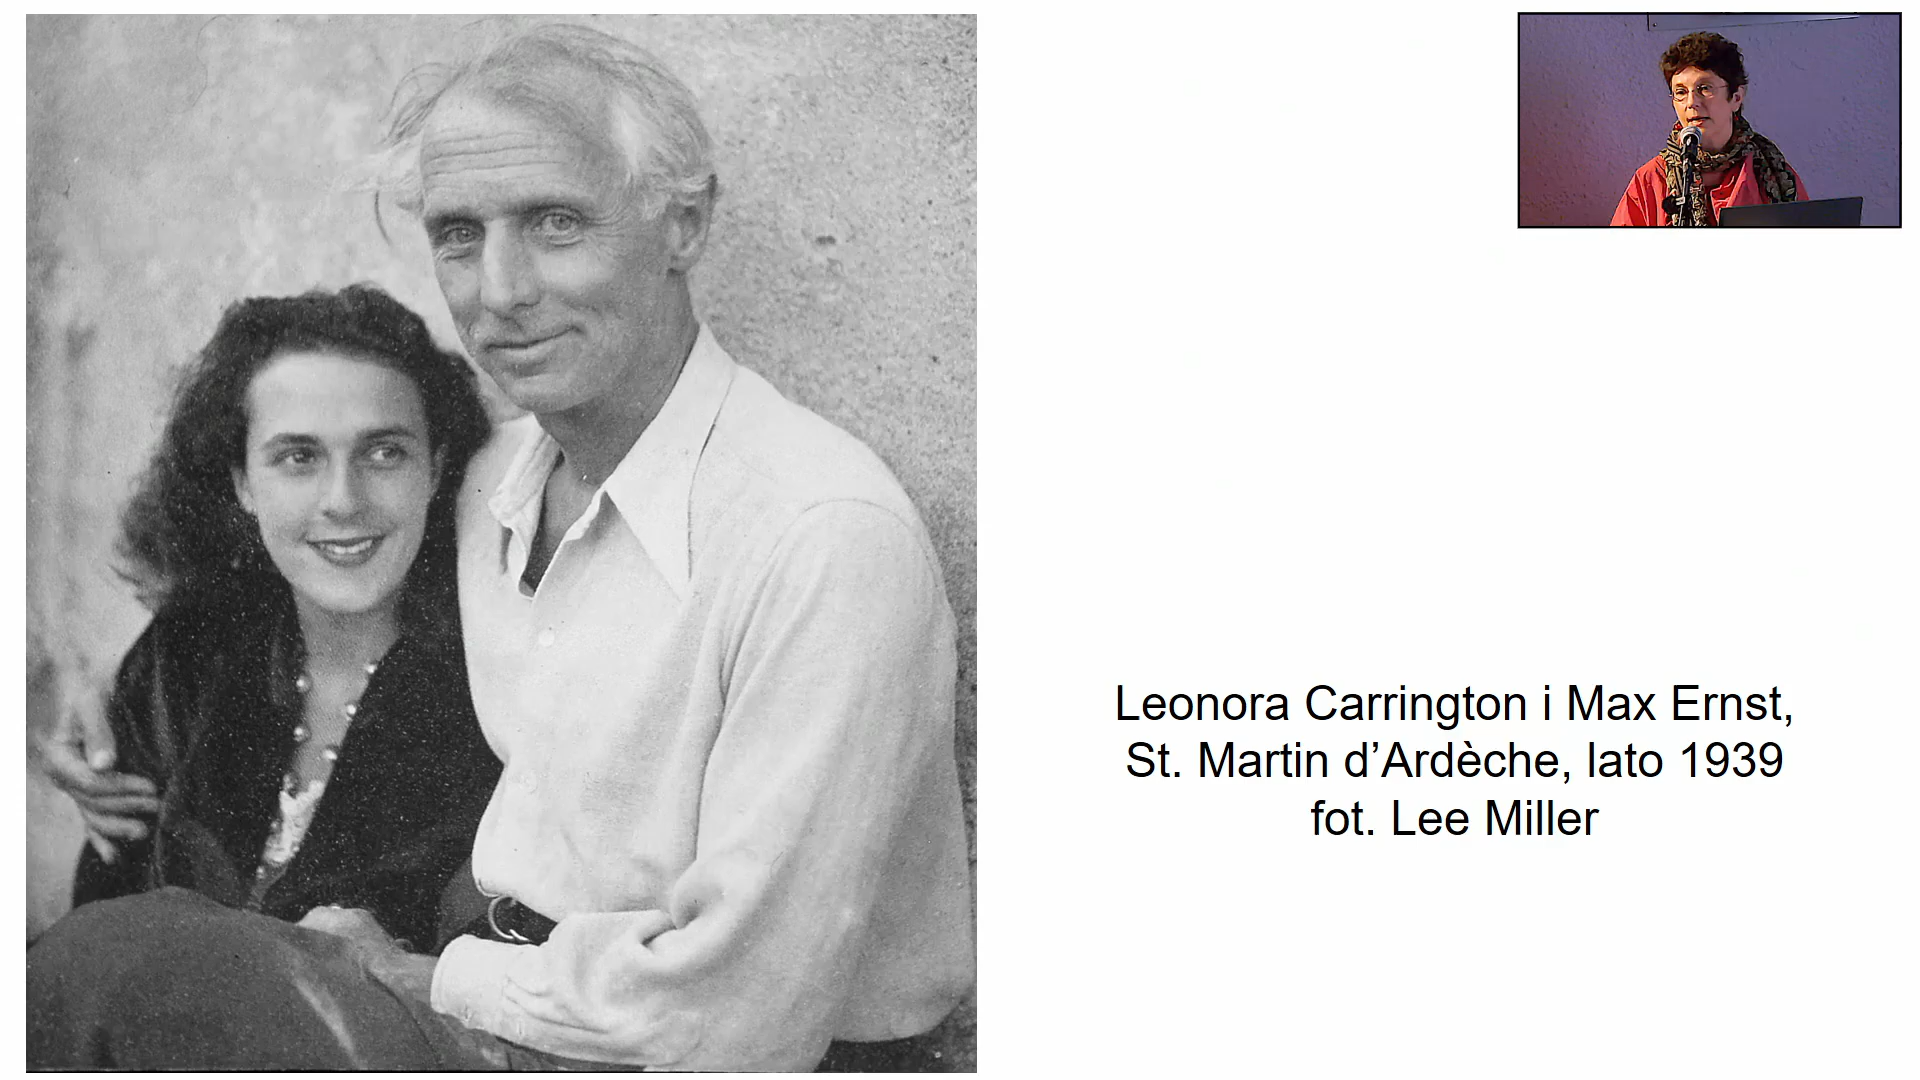 Leonora Carrington i Max Ernst,
St. Martin d’Ardèche, lato 1939
fot. Lee Miller